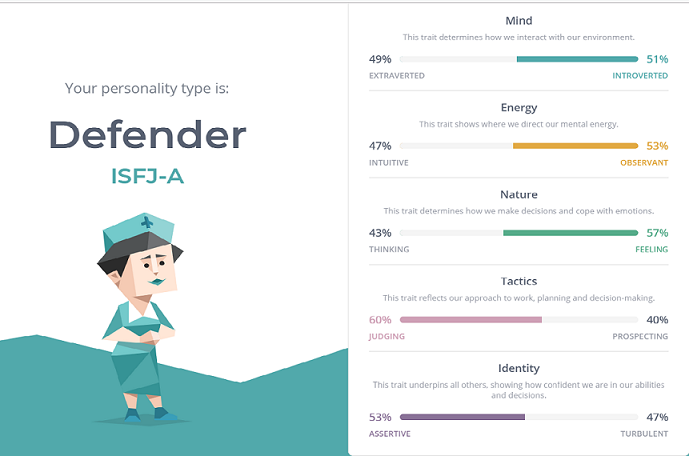 Your personality type is:
Defender
ISFJ-A
Mind
This trait determines how we interact with our environment.
49% 51%
EXTRAVERTED INTROVERTED
Energy
This trait shows where we direct our mental energy.
47% 53%
INTUITIVE OBSERVANT
Nature
This trait determines how we make decisions and cope with emotions.
43% 57%
THINKING FEELING
Tactics
This trait reflects our approach to work, planning and decision-making.
60% 40%
JUDGING PROSPECTING
Identity
This trait underpins all others, showing how confident we are in our abilities
and decisions.
53% 47%
ASSERTIVE TURBULENT